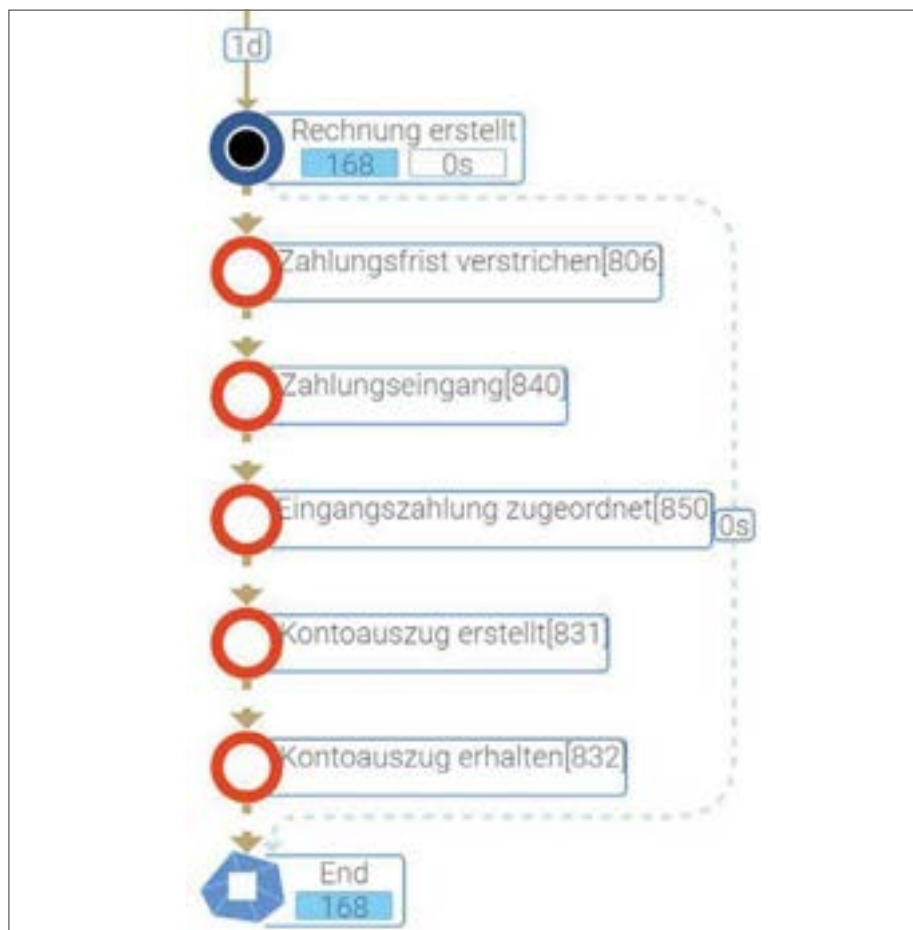 1d
Rechnung erstellt
168 0s
Zahlungsfrist verstrichen[806]
Zahlungseingang[840]
Eingangszahlung zugeordnet[850
0s
Kontoauszug erstellt[831]
Kontoauszug erhalten[832]
End
168